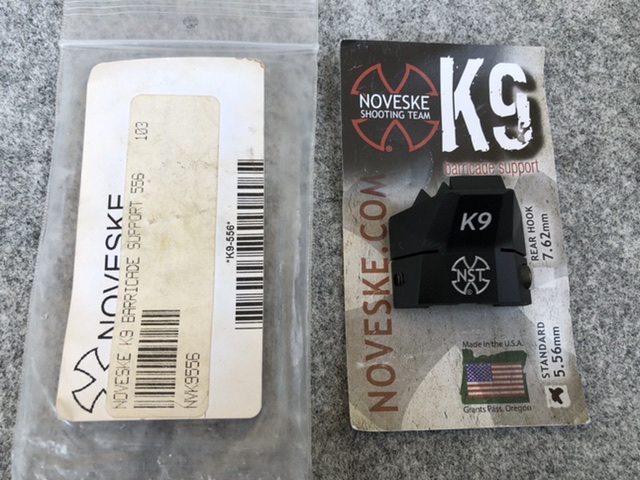 NOVESKE
NOVESKE K9 BARRICADE SUPPORT 556 103
NVK9556
*K9-556*
NOVESKE
SHOOTING TEAM
®
K9
barricade support
NOVESKE.COM
K9
NST
®
REAR HOOK
7.62mm
STANDARD
5.56mm
Made in the U.S.A.
Grants Pass, Oregon